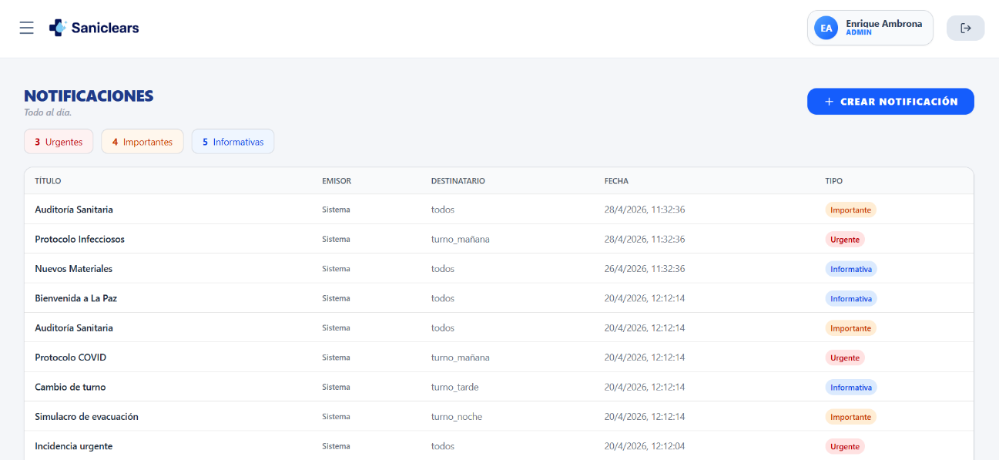 Saniclears
EA Enrique Ambrona
ADMIN
NOTIFICACIONES
Todo al día.
+ CREAR NOTIFICACIÓN
3 Urgentes 4 Importantes 5 Informativas
TÍTULO EMISOR DESTINATARIO FECHA TIPO
Auditoría Sanitaria Sistema todos 28/4/2026, 11:32:36 Importante
Protocolo Infecciosos Sistema turno_mañana 28/4/2026, 11:32:36 Urgente
Nuevos Materiales Sistema todos 26/4/2026, 11:32:36 Informativa
Bienvenida a La Paz Sistema todos 20/4/2026, 12:12:14 Informativa
Auditoría Sanitaria Sistema todos 20/4/2026, 12:12:14 Importante
Protocolo COVID Sistema turno_mañana 20/4/2026, 12:12:14 Urgente
Cambio de turno Sistema turno_tarde 20/4/2026, 12:12:14 Informativa
Simulacro de evacuación Sistema turno_noche 20/4/2026, 12:12:14 Importante
Incidencia urgente Sistema todos 20/4/2026, 12:12:04 Urgente